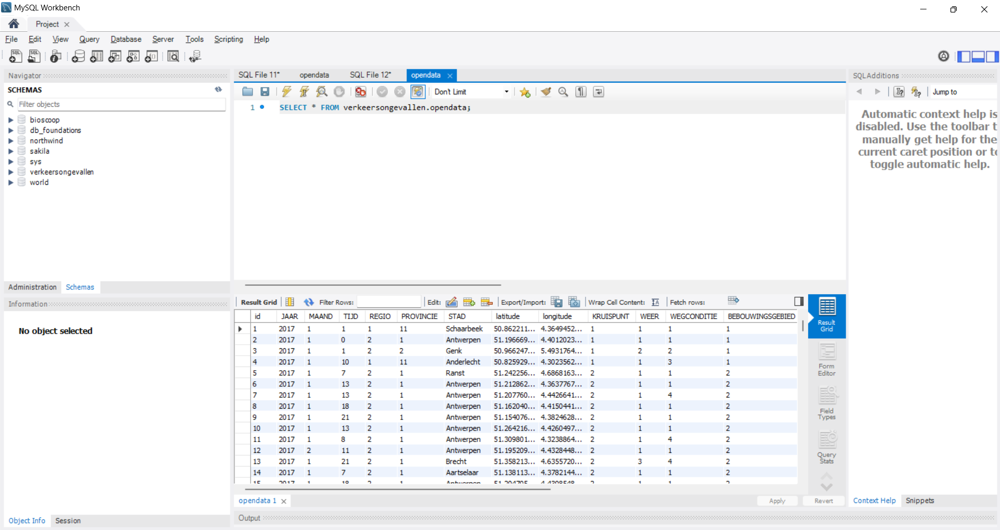 MySQL Workbench
Project
File Edit View Query Database Server Tools Scripting Help
Navigator
SCHEMAS
Filter objects
bioscoop
db_foundations
northwind
sakila
sys
verkeersongevallen
world
Administration Schemas
Information
No object selected
Object Info Session
SQL File 11* opendata SQL File 12* opendata
Don't Limit
1 SELECT * FROM verkeersongevallen.opendata;
Result Grid Filter Rows: Edit: Export/Import: Wrap Cell Content: Fetch rows:
id JAAR MAAND TIJD REGIO PROVINCIE STAD latitude longitude KRUISPUNT WEER WEGCONDITIE BEBOUWINGSGEBIED
1 2017 1 1 1 11 Schaarbeek 50.862211... 4.3649452... 1 1 1 1
2 2017 1 0 2 1 Antwerpen 51.196669... 4.4012023... 1 1 1 1
3 2017 1 1 2 2 Genk 50.966247... 5.4931764... 1 2 2 1
4 2017 1 10 1 11 Anderlecht 50.825929... 4.3023562... 1 1 3 1
5 2017 1 7 2 1 Ranst 51.242256... 4.6868163... 2 1 1 2
6 2017 1 13 2 1 Antwerpen 51.212862... 4.3637767... 2 1 1 2
7 2017 1 13 2 1 Antwerpen 51.207760... 4.4426641... 2 1 4 2
8 2017 1 18 2 1 Antwerpen 51.162040... 4.4150441... 2 1 1 2
9 2017 1 21 2 1 Antwerpen 51.154076... 4.3824628... 2 1 1 2
10 2017 1 13 2 1 Antwerpen 51.264216... 4.4260497... 2 1 1 2
11 2017 1 8 2 1 Antwerpen 51.309801... 4.3238864... 2 1 4 2
12 2017 2 11 2 1 Antwerpen 51.195209... 4.4328448... 2 1 1 2
13 2017 1 21 2 1 Brecht 51.358213... 4.6355720... 2 3 4 2
14 2017 1 7 2 1 Aartselaar 51.138113... 4.3782144... 2 1 1 2
15 2017 1 18 2 1 Antwerpen 2 1 1 2
opendata 1
Apply Revert
Output
Result
Grid
Form
Editor
Field
Types
Query
Stats
SQLAdditions
Jump to
Automatic context help is
disabled. Use the toolbar t
manually get help for the
current caret position or to
toggle automatic help.
Context Help Snippets